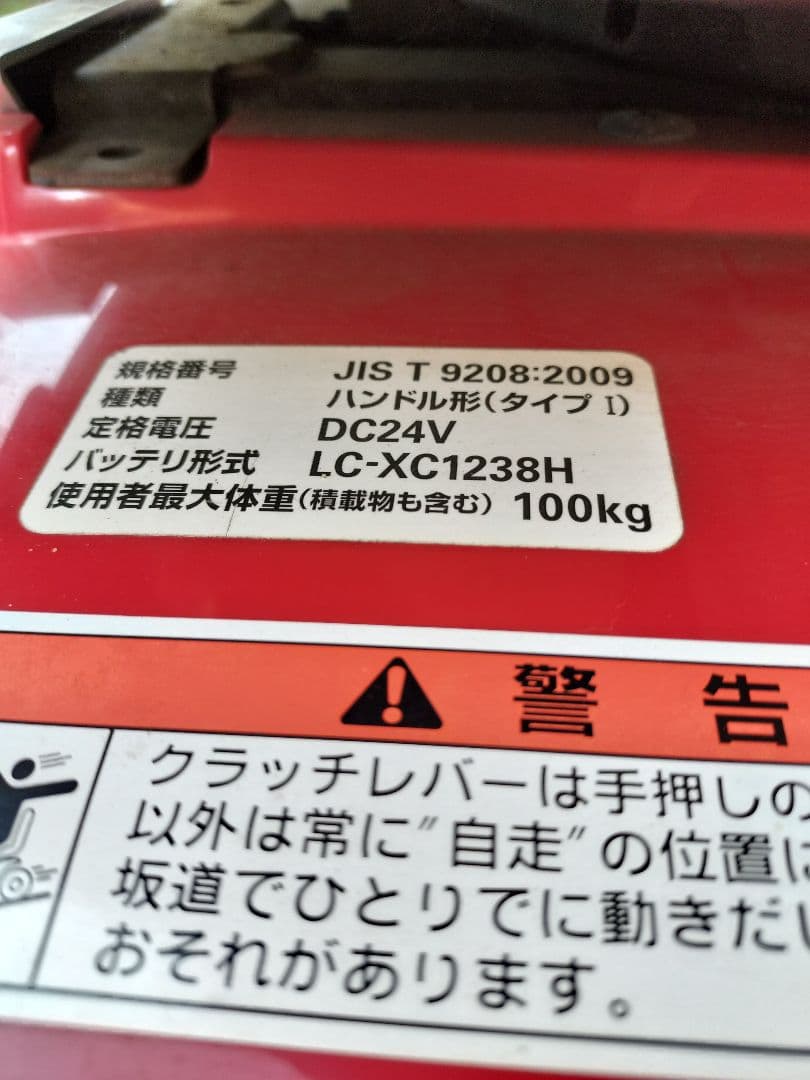 規格番号 JIS T 9208:2009
種類 ハンドル形(タイプ I)
定格電圧 DC24V
バッテリ形式 LC-XC1238H
使用者最大体重(積載物も含む) 100kg
警告
クラッチレバーは手押しの
以外は常に"自走"の位置に
坂道でひとりでに動きだい
おそれがあります。